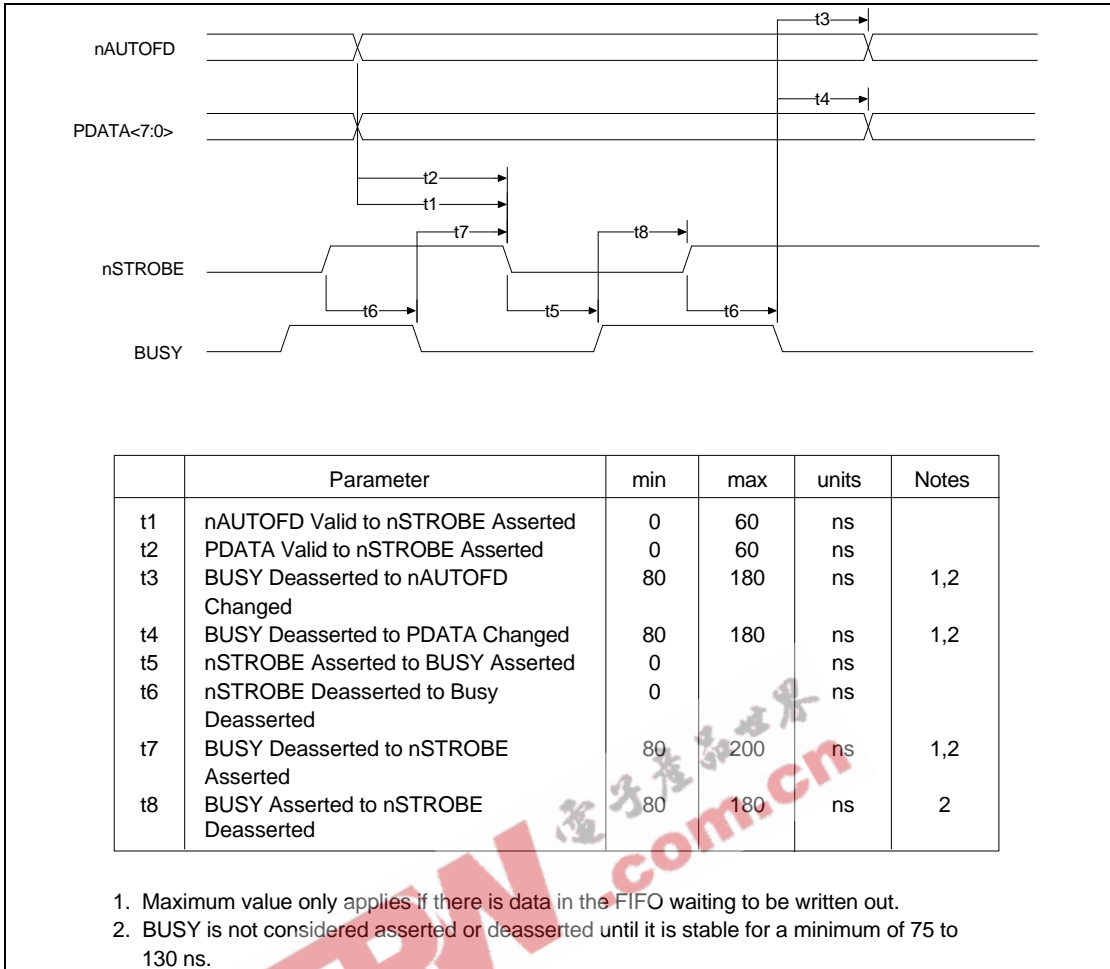 t3
nAUTOFD
t4
PDATA<7:0>
t2
t1
t7
t8
nSTROBE
t6
t5
t6
BUSY
Parameter min max units Notes
t1 nAUTOFD Valid to nSTROBE Asserted 0 60 ns
t2 PDATA Valid to nSTROBE Asserted 0 60 ns
t3 BUSY Deasserted to nAUTOFD 80 180 ns 1,2
Changed
t4 BUSY Deasserted to PDATA Changed 80 180 ns 1,2
t5 nSTROBE Asserted to BUSY Asserted 0 ns
t6 nSTROBE Deasserted to Busy 0 ns
Deasserted
t7 BUSY Deasserted to nSTROBE 80 200 ns 1,2
Asserted
t8 BUSY Asserted to nSTROBE 80 180 ns 2
Deasserted
電子產品世界
.com.cn
1. Maximum value only applies if there is data in the FIFO waiting to be written out.
2. BUSY is not considered asserted or deasserted until it is stable for a minimum of 75 to
130 ns.